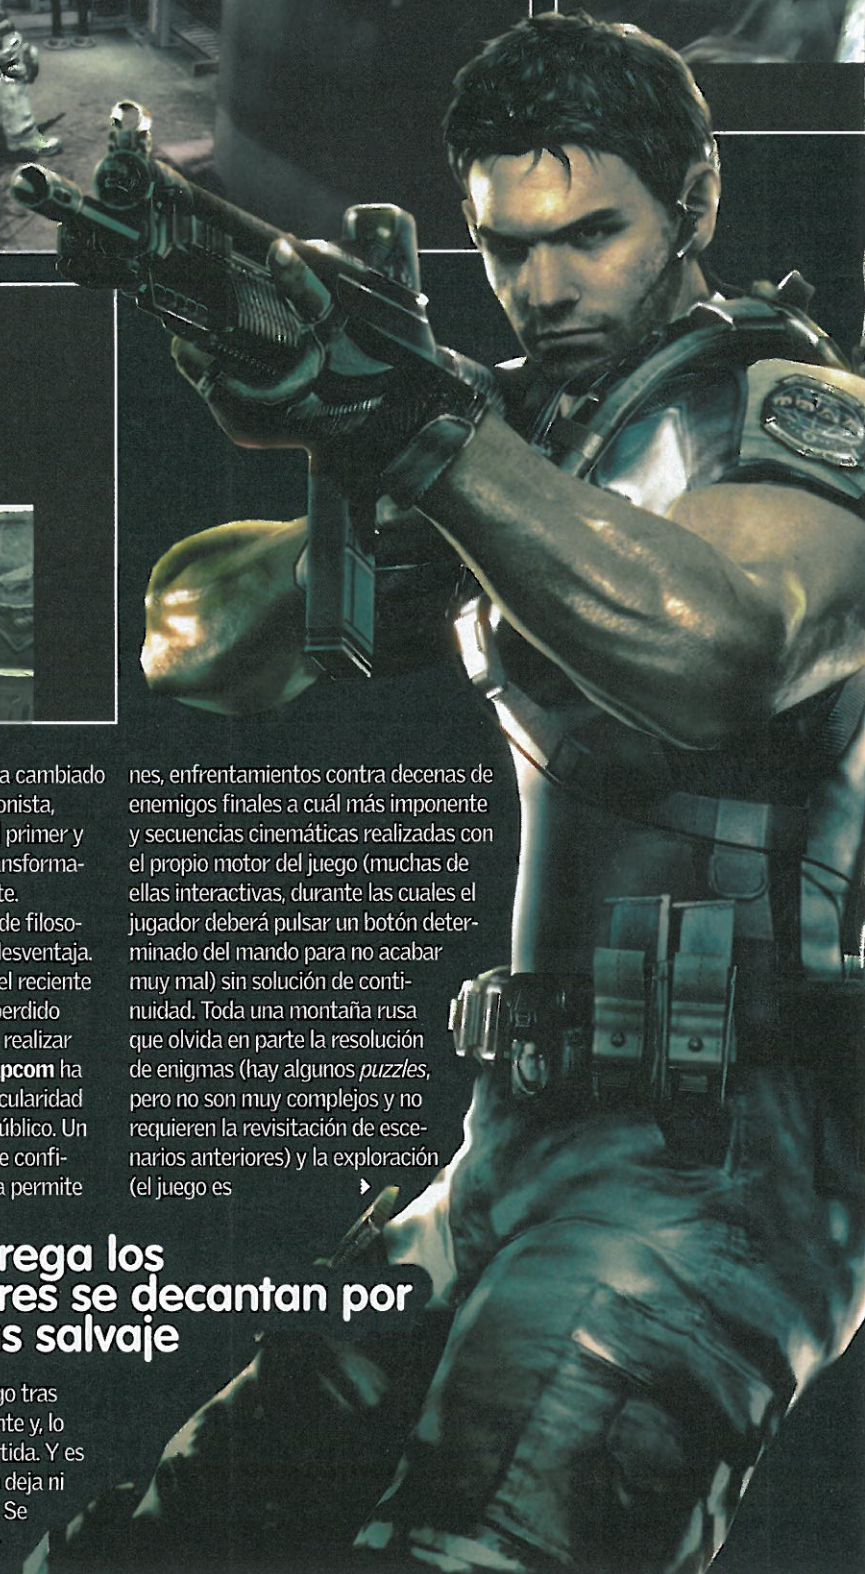 a cambiado
onista,
primer y
ansforma-
te.
de filoso-
desventaja.
el reciente
perdido
realizar
pcom ha
cularidad
úblico. Un
e confi-
a permite
nes, enfrentamientos contra decenas de
enemigos finales a cuál más imponente
y secuencias cinemáticas realizadas con
el propio motor del juego (muchas de
ellas interactivas, durante las cuales el
jugador deberá pulsar un botón deter-
minado del mando para no acabar
muy mal) sin solución de conti-
nuidad. Toda una montaña rusa
que olvida en parte la resolución
de enigmas (hay algunos puzzles,
pero no son muy complejos y no
requieren la revisitación de esce-
narios anteriores) y la exploración
(el juego es
rega los
res se decantan por
s salvaje
go tras
nte y, lo
tida. Y es
deja ni
Se